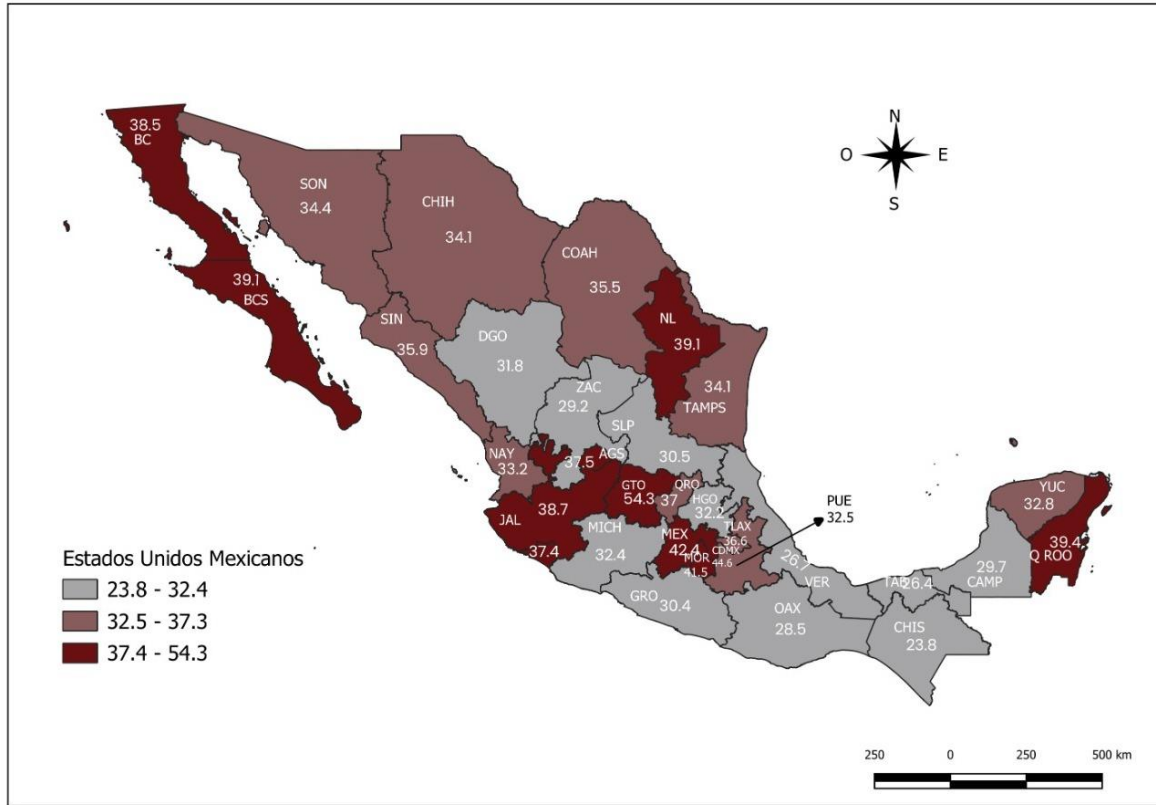 N
O E
S
38.5
BC
SON
34.4
CHIH
34.1
COAH
35.5
39.1
BCS
NL
39.1
SIN
35.9
DGO
31.8
34.1
TAMPS
ZAC
29.2
SLP
30.5
NAY
33.2
AGS
37.5
GTO
54.3
QRO
37
HGO
32.2
PUE
32.5
YUC
32.8
JAL
38.7
37.4
MICH
32.4
MEX
42.4
TLAX
36.6
CDMX
44.6
MOR
41.5
39.4
Q ROO
26.7
VER
TAB 26.4
29.7
CAMP
GRO
30.4
OAX
28.5
CHIS
23.8
Estados Unidos Mexicanos
23.8 - 32.4
32.5 - 37.3
37.4 - 54.3
250 0 250 500 km